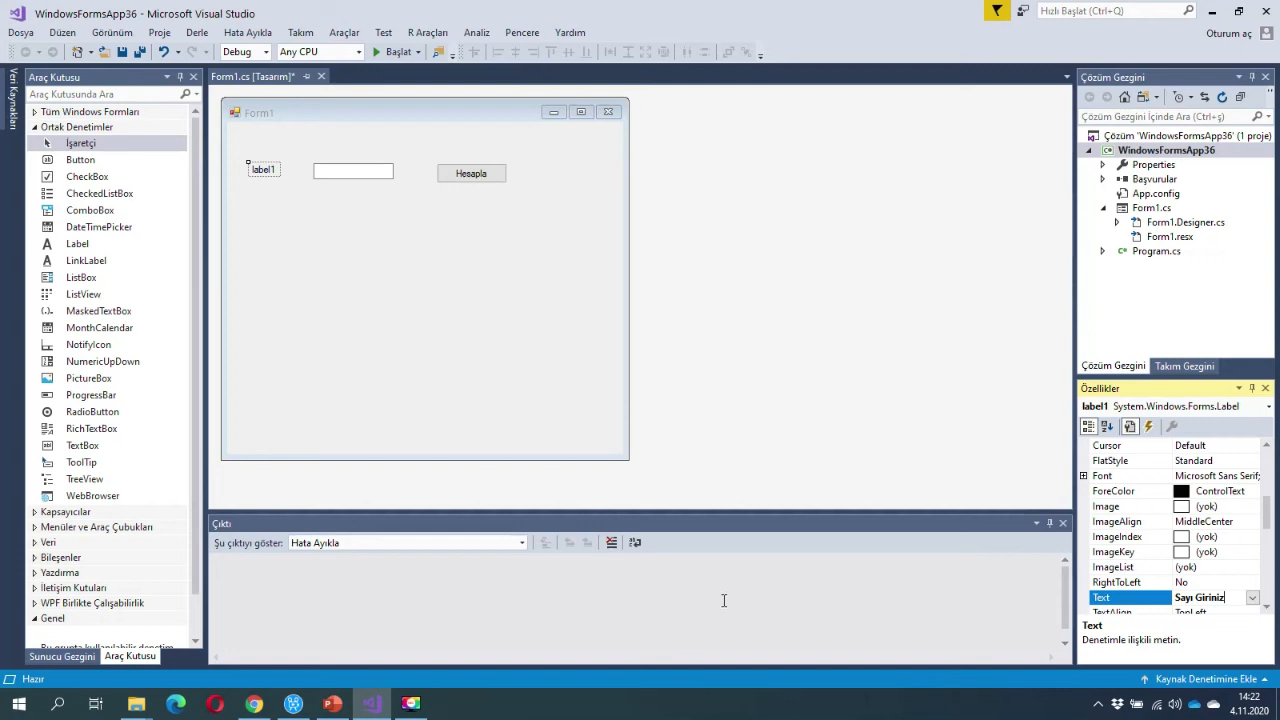 WindowsFormsApp36 - Microsoft Visual Studio
Hızlı Başlat (Ctrl+Q)
Dosya Düzen Görünüm Proje Derle Hata Ayıkla Takım Araçlar Test R Araçları Analiz Pencere Yardım
Oturum aç
Debug Any CPU Başlat
Veri Kaynakları
Araç Kutusu
Araç Kutusunda Ara
Tüm Windows Formları
Ortak Denetimler
İşaretçi
Button
CheckBox
CheckedListBox
ComboBox
DateTimePicker
Label
LinkLabel
ListBox
ListView
MaskedTextBox
MonthCalendar
NotifyIcon
NumericUpDown
PictureBox
ProgressBar
RadioButton
RichTextBox
TextBox
ToolTip
TreeView
WebBrowser
Kapsayıcılar
Menüler ve Araç Çubukları
Veri
Bileşenler
Yazdırma
İletişim Kutuları
WPF Birlikte Çalışabilirlik
Genel
Sunucu Gezgini Araç Kutusu
Form1.cs [Tasarım]*
Form1
label1
Hesapla
Çıktı
Şu çıktıyı göster: Hata Ayıkla
Çözüm Gezgini
Çözüm Gezgini İçinde Ara (Ctrl+ş)
Çözüm 'WindowsFormsApp36' (1 proje)
WindowsFormsApp36
Properties
Başvurular
App.config
Form1.cs
Form1.Designer.cs
Form1.resx
Program.cs
Çözüm Gezgini Takım Gezgini
Özellikler
label1 System.Windows.Forms.Label
Cursor Default
FlatStyle Standard
Font Microsoft Sans Serif;
ForeColor ControlText
Image (yok)
ImageAlign MiddleCenter
ImageIndex (yok)
ImageKey (yok)
ImageList (yok)
RightToLeft No
Text Sayı Giriniz
TextAlign TopLeft
Text
Denetimle ilişkili metin.
Hazır
Kaynak Denetimine Ekle
14:22
4.11.2020